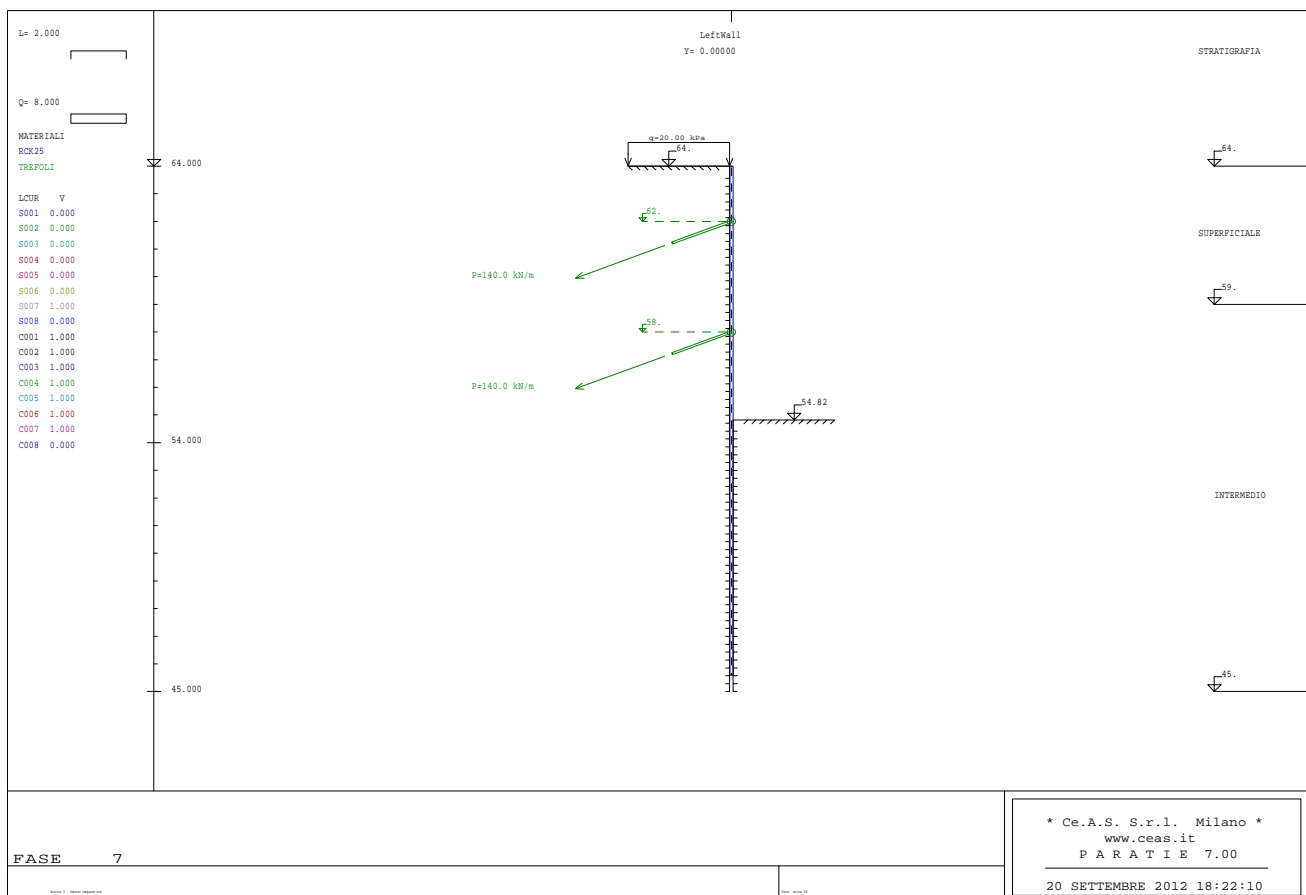 L= 2.000
Q= 8.000
MATERIALI
RCK25
TREFOLI
LCUR V
S001 0.000
S002 0.000
S003 0.000
S004 0.000
S005 0.000
S006 0.000
S007 1.000
S008 0.000
C001 1.000
C002 1.000
C003 1.000
C004 1.000
C005 1.000
C006 1.000
C007 1.000
C008 0.000
64.000
54.000
45.000
LeftWall
Y= 0.00000
q=20.00 kPa
64.
62.
P=140.0 kN/m
58.
P=140.0 kN/m
54.82
STRATIGRAFIA
64.
SUPERFICIALE
59.
INTERMEDIO
45.
FASE 7
* Ce.A.S. S.r.l. Milano *
www.ceas.it
P A R A T I E 7.00
20 SETTEMBRE 2012 18:22:10